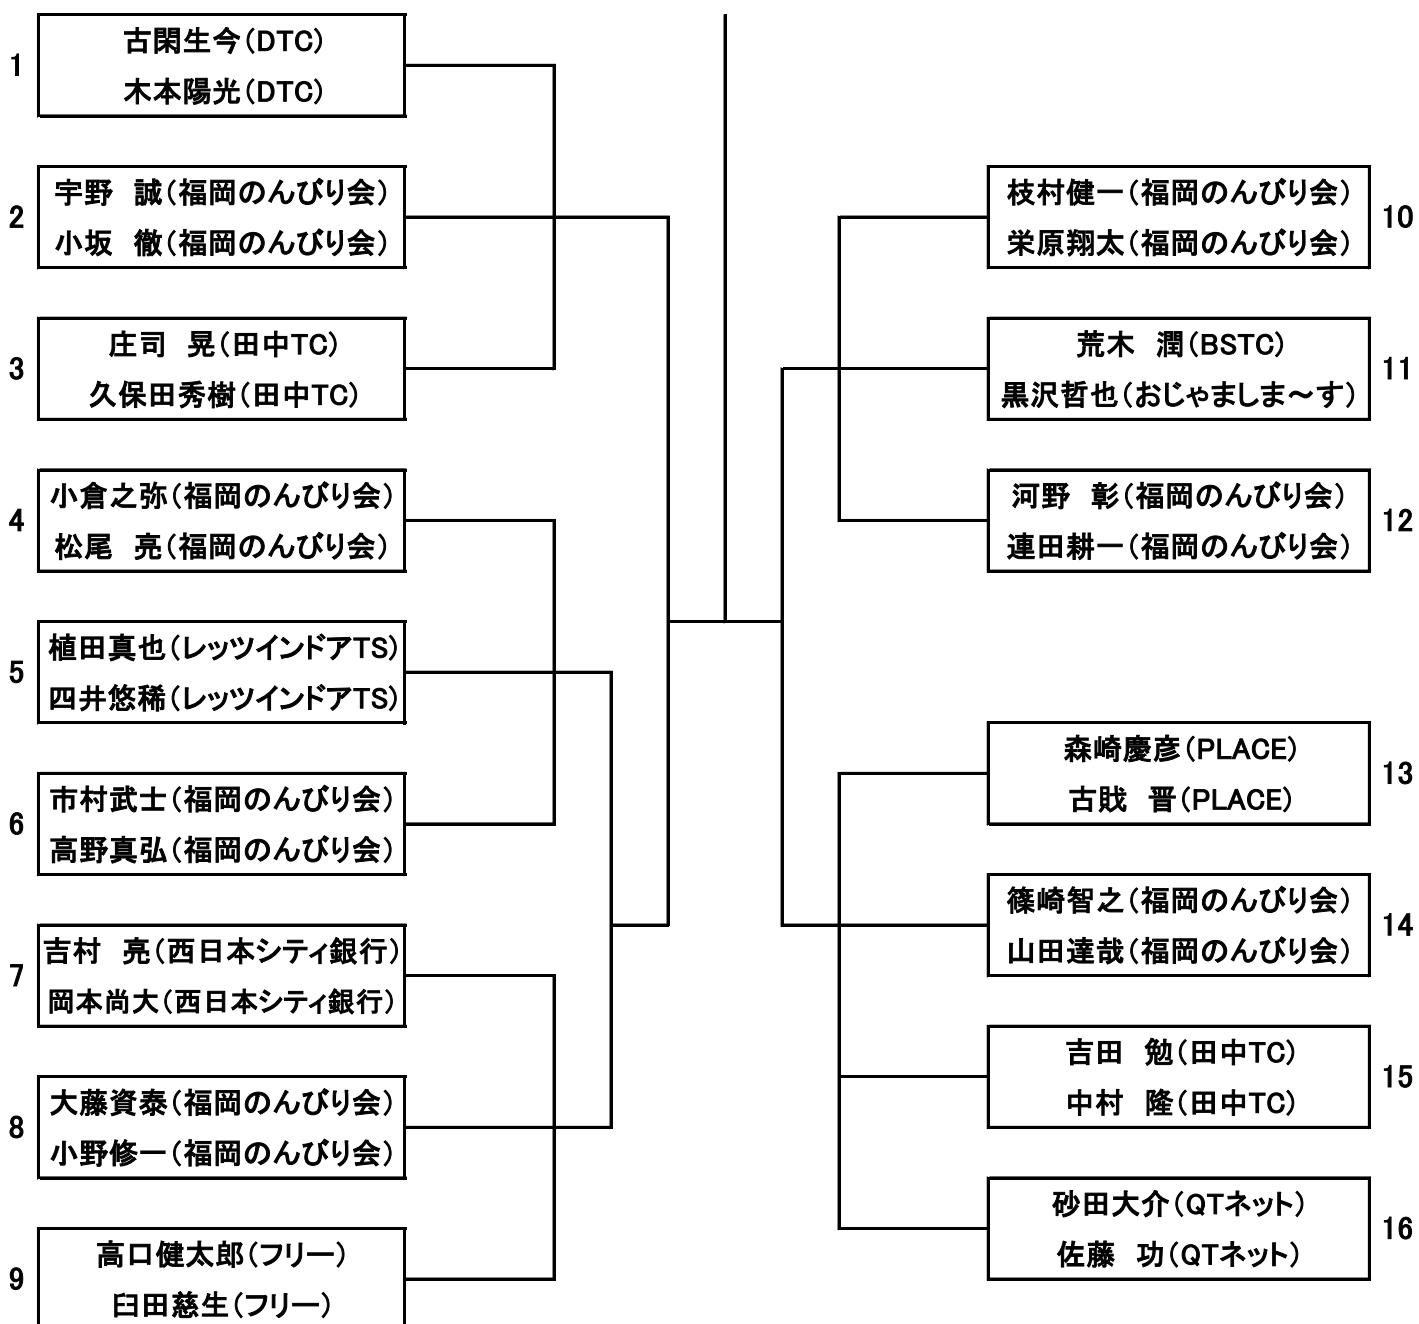 1
古閑生今(DTC)
木本陽光(DTC)
2
宇野　誠(福岡のんびり会)
小坂　徹(福岡のんびり会)
3
庄司　晃(田中TC)
久保田秀樹(田中TC)
4
小倉之弥(福岡のんびり会)
松尾　亮(福岡のんびり会)
5
植田真也(レッツインドアTS)
四井悠稀(レッツインドアTS)
6
市村武士(福岡のんびり会)
高野真弘(福岡のんびり会)
7
吉村　亮(西日本シティ銀行)
岡本尚大(西日本シティ銀行)
8
大藤資泰(福岡のんびり会)
小野修一(福岡のんびり会)
9
高口健太郎(フリー)
臼田慈生(フリー)
枝村健一(福岡のんびり会)
栄原翔太(福岡のんびり会)
10
荒木　潤(BSTC)
黒沢哲也(おじゃましま～す)
11
河野　彰(福岡のんびり会)
連田耕一(福岡のんびり会)
12
森崎慶彦(PLACE)
古賎　晋(PLACE)
13
篠崎智之(福岡のんびり会)
山田達哉(福岡のんびり会)
14
吉田　勉(田中TC)
中村　隆(田中TC)
15
砂田大介(QTネット)
佐藤　功(QTネット)
16